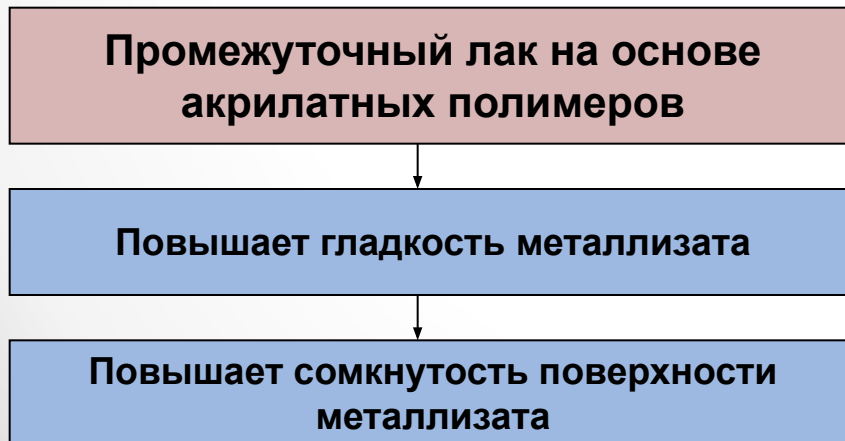 Промежуточный лак на основе
акрилатных полимеров
Повышает гладкость металлизата
Повышает сомкнутость поверхности
металлизата